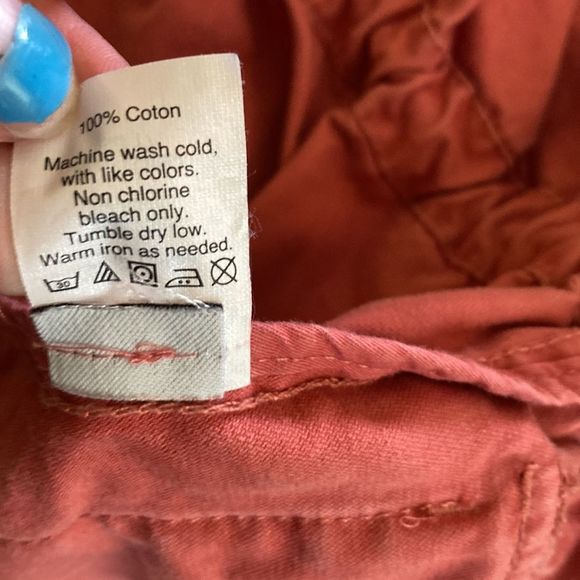 100% Coton
Machine wash cold,
with like colors.
Non chlorine
bleach only.
Tumble dry low.
Warm iron as needed.
30